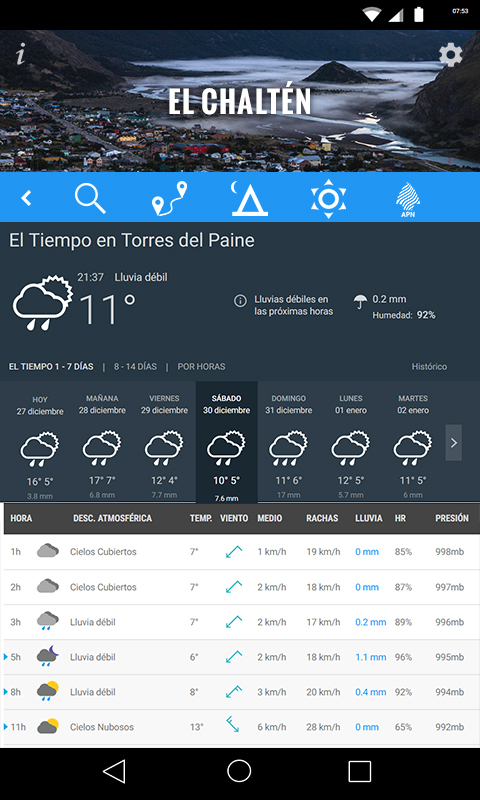 07:53
i
EL CHALTÉN
APN
El Tiempo en Torres del Paine
21:37 Lluvia débil
11°
Lluvias débiles en
las próximas horas
0.2 mm
Humedad: 92%
EL TIEMPO 1 - 7 DÍAS | 8 - 14 DÍAS | POR HORAS Histórico
HOY MAÑANA VIERNES SÁBADO DOMINGO LUNES MARTES
27 diciembre 28 diciembre 29 diciembre 30 diciembre 31 diciembre 01 enero 02 enero
16° 5° 17° 7° 12° 4° 10° 5° 11° 6° 12° 5° 11° 5°
3.8 mm 6.8 mm 7.7 mm 7.6 mm 17 mm 5.7 mm 6 mm
HORA DESC. ATMOSFÉRICA TEMP. VIENTO MEDIO RACHAS LLUVIA HR PRESIÓN
1h Cielos Cubiertos 7° 1 km/h 19 km/h 0 mm 85% 998mb
2h Cielos Cubiertos 7° 2 km/h 18 km/h 0 mm 87% 997mb
3h Lluvia débil 7° 2 km/h 17 km/h 0.2 mm 89% 996mb
5h Lluvia débil 6° 2 km/h 18 km/h 1.1 mm 96% 995mb
8h Lluvia débil 8° 3 km/h 20 km/h 0.4 mm 92% 994mb
11h Cielos Nubosos 13° 6 km/h 28 km/h 0 mm 65% 992mb